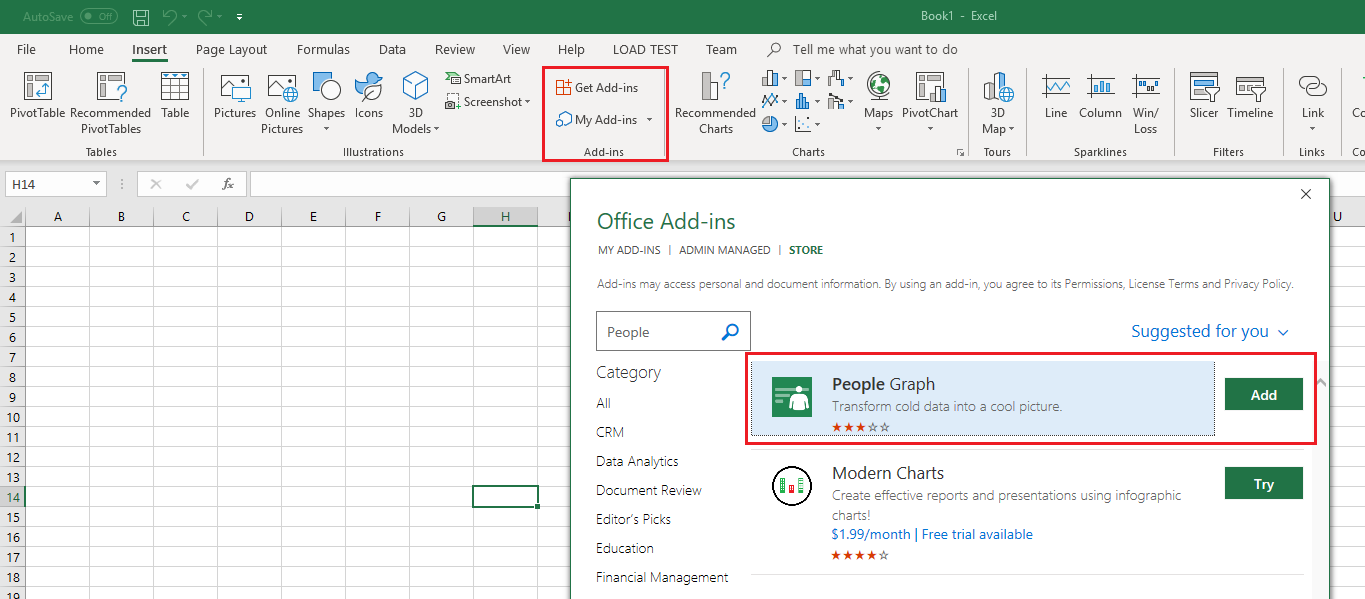 AutoSave Off
Book1 - Excel
File Home Insert Page Layout Formulas Data Review View Help LOAD TEST Team Tell me what you want to do
PivotTable
Recommended
PivotTables
Table
Tables
Pictures
Online
Pictures
Shapes
Icons
3D
Models
SmartArt
Screenshot
Illustrations
Get Add-ins
My Add-ins
Add-ins
Recommended
Charts
Maps
PivotChart
Charts
3D
Map
Tours
Line
Column
Win/
Loss
Sparklines
Slicer
Timeline
Filters
Link
Links
H14
fx
A B C D E F G H U
1
2
3
4
5
6
7
8
9
10
11
12
13
14
15
16
17
18
19
Office Add-ins
MY ADD-INS | ADMIN MANAGED | STORE
Add-ins may access personal and document information. By using an add-in, you agree to its Permissions, License Terms and Privacy Policy.
People
Suggested for you
Category
All
CRM
Data Analytics
Document Review
Editor's Picks
Education
Financial Management
People Graph
Transform cold data into a cool picture.
Add
Modern Charts
Create effective reports and presentations using infographic
charts!
$1.99/month | Free trial available
Try